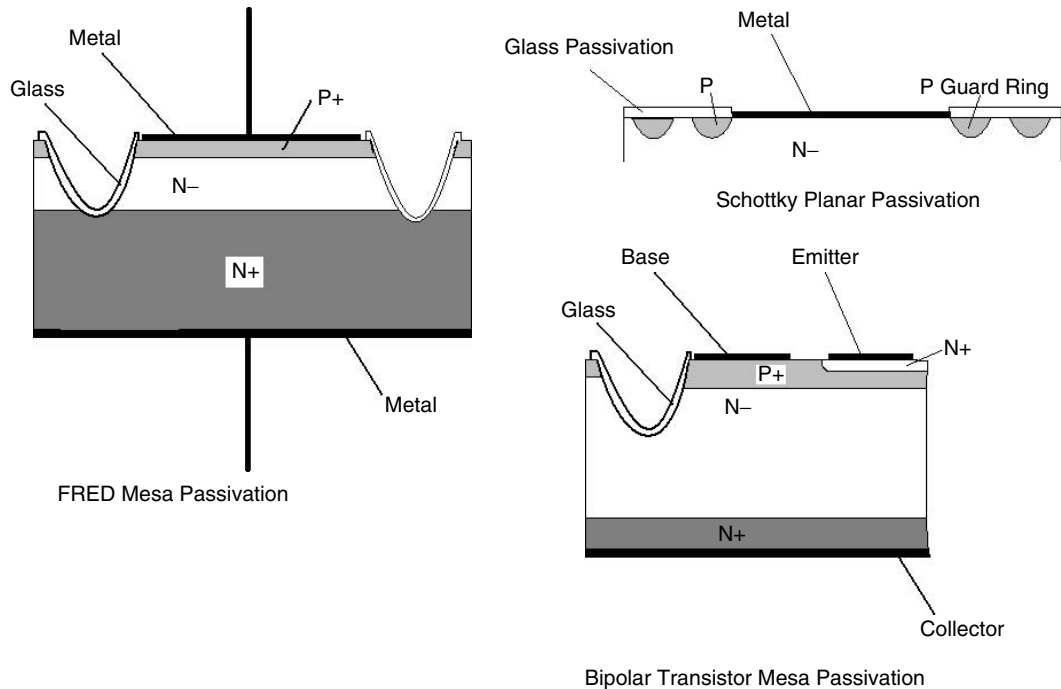 Metal
Glass
P+
N–
N+
Metal
FRED Mesa Passivation
Metal
Glass Passivation
P
P Guard Ring
N–
Schottky Planar Passivation
Base
Emitter
Glass
N+
P+
N–
N+
Collector
Bipolar Transistor Mesa Passivation